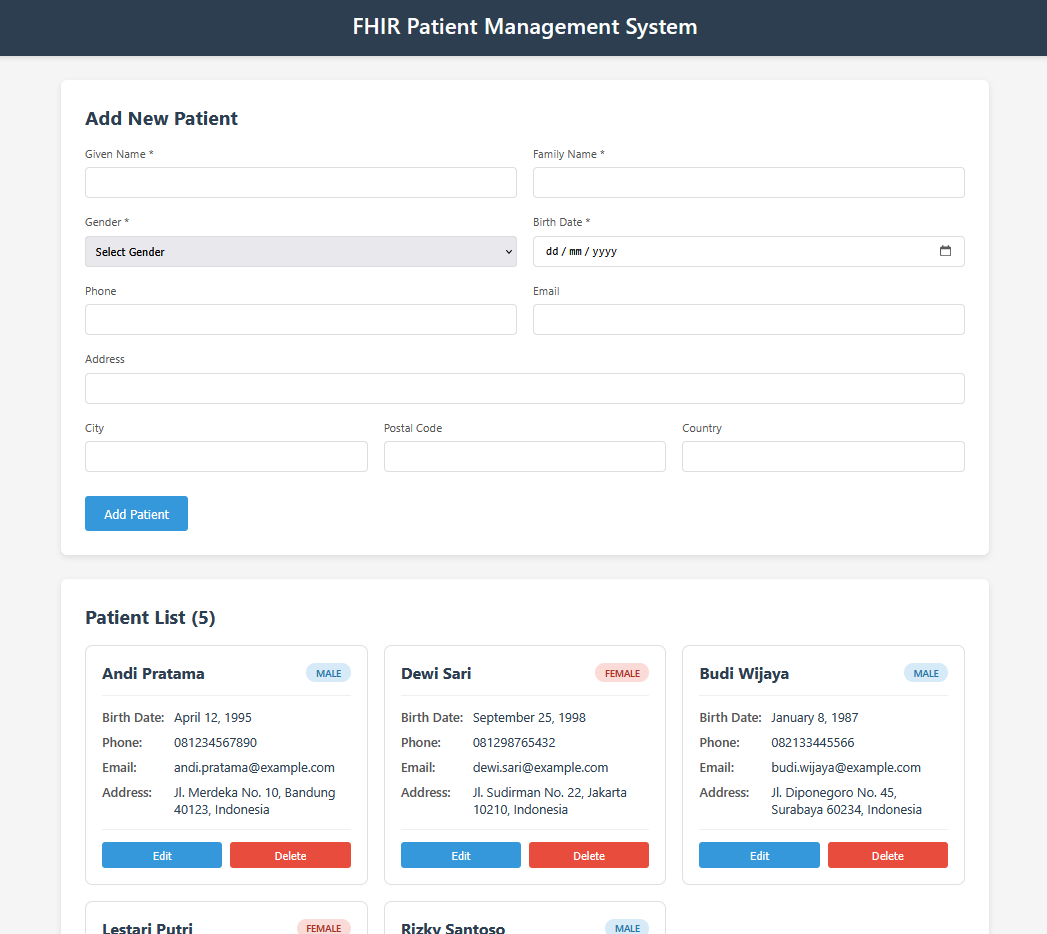 FHIR Patient Management System
Add New Patient
Given Name *
Family Name *
Gender *
Birth Date *
Select Gender
dd / mm / yyyy
Phone
Email
Address
City
Postal Code
Country
Add Patient
Patient List (5)
Andi Pratama
MALE
Birth Date: April 12, 1995
Phone: 081234567890
Email: andi.pratama@example.com
Address: Jl. Merdeka No. 10, Bandung
40123, Indonesia
Edit
Delete
Dewi Sari
FEMALE
Birth Date: September 25, 1998
Phone: 081298765432
Email: dewi.sari@example.com
Address: Jl. Sudirman No. 22, Jakarta
10210, Indonesia
Edit
Delete
Budi Wijaya
MALE
Birth Date: January 8, 1987
Phone: 082133445566
Email: budi.wijaya@example.com
Address: Jl. Diponegoro No. 45,
Surabaya 60234, Indonesia
Edit
Delete
Lestari Putri
FEMALE
Rizky Santoso
MALE